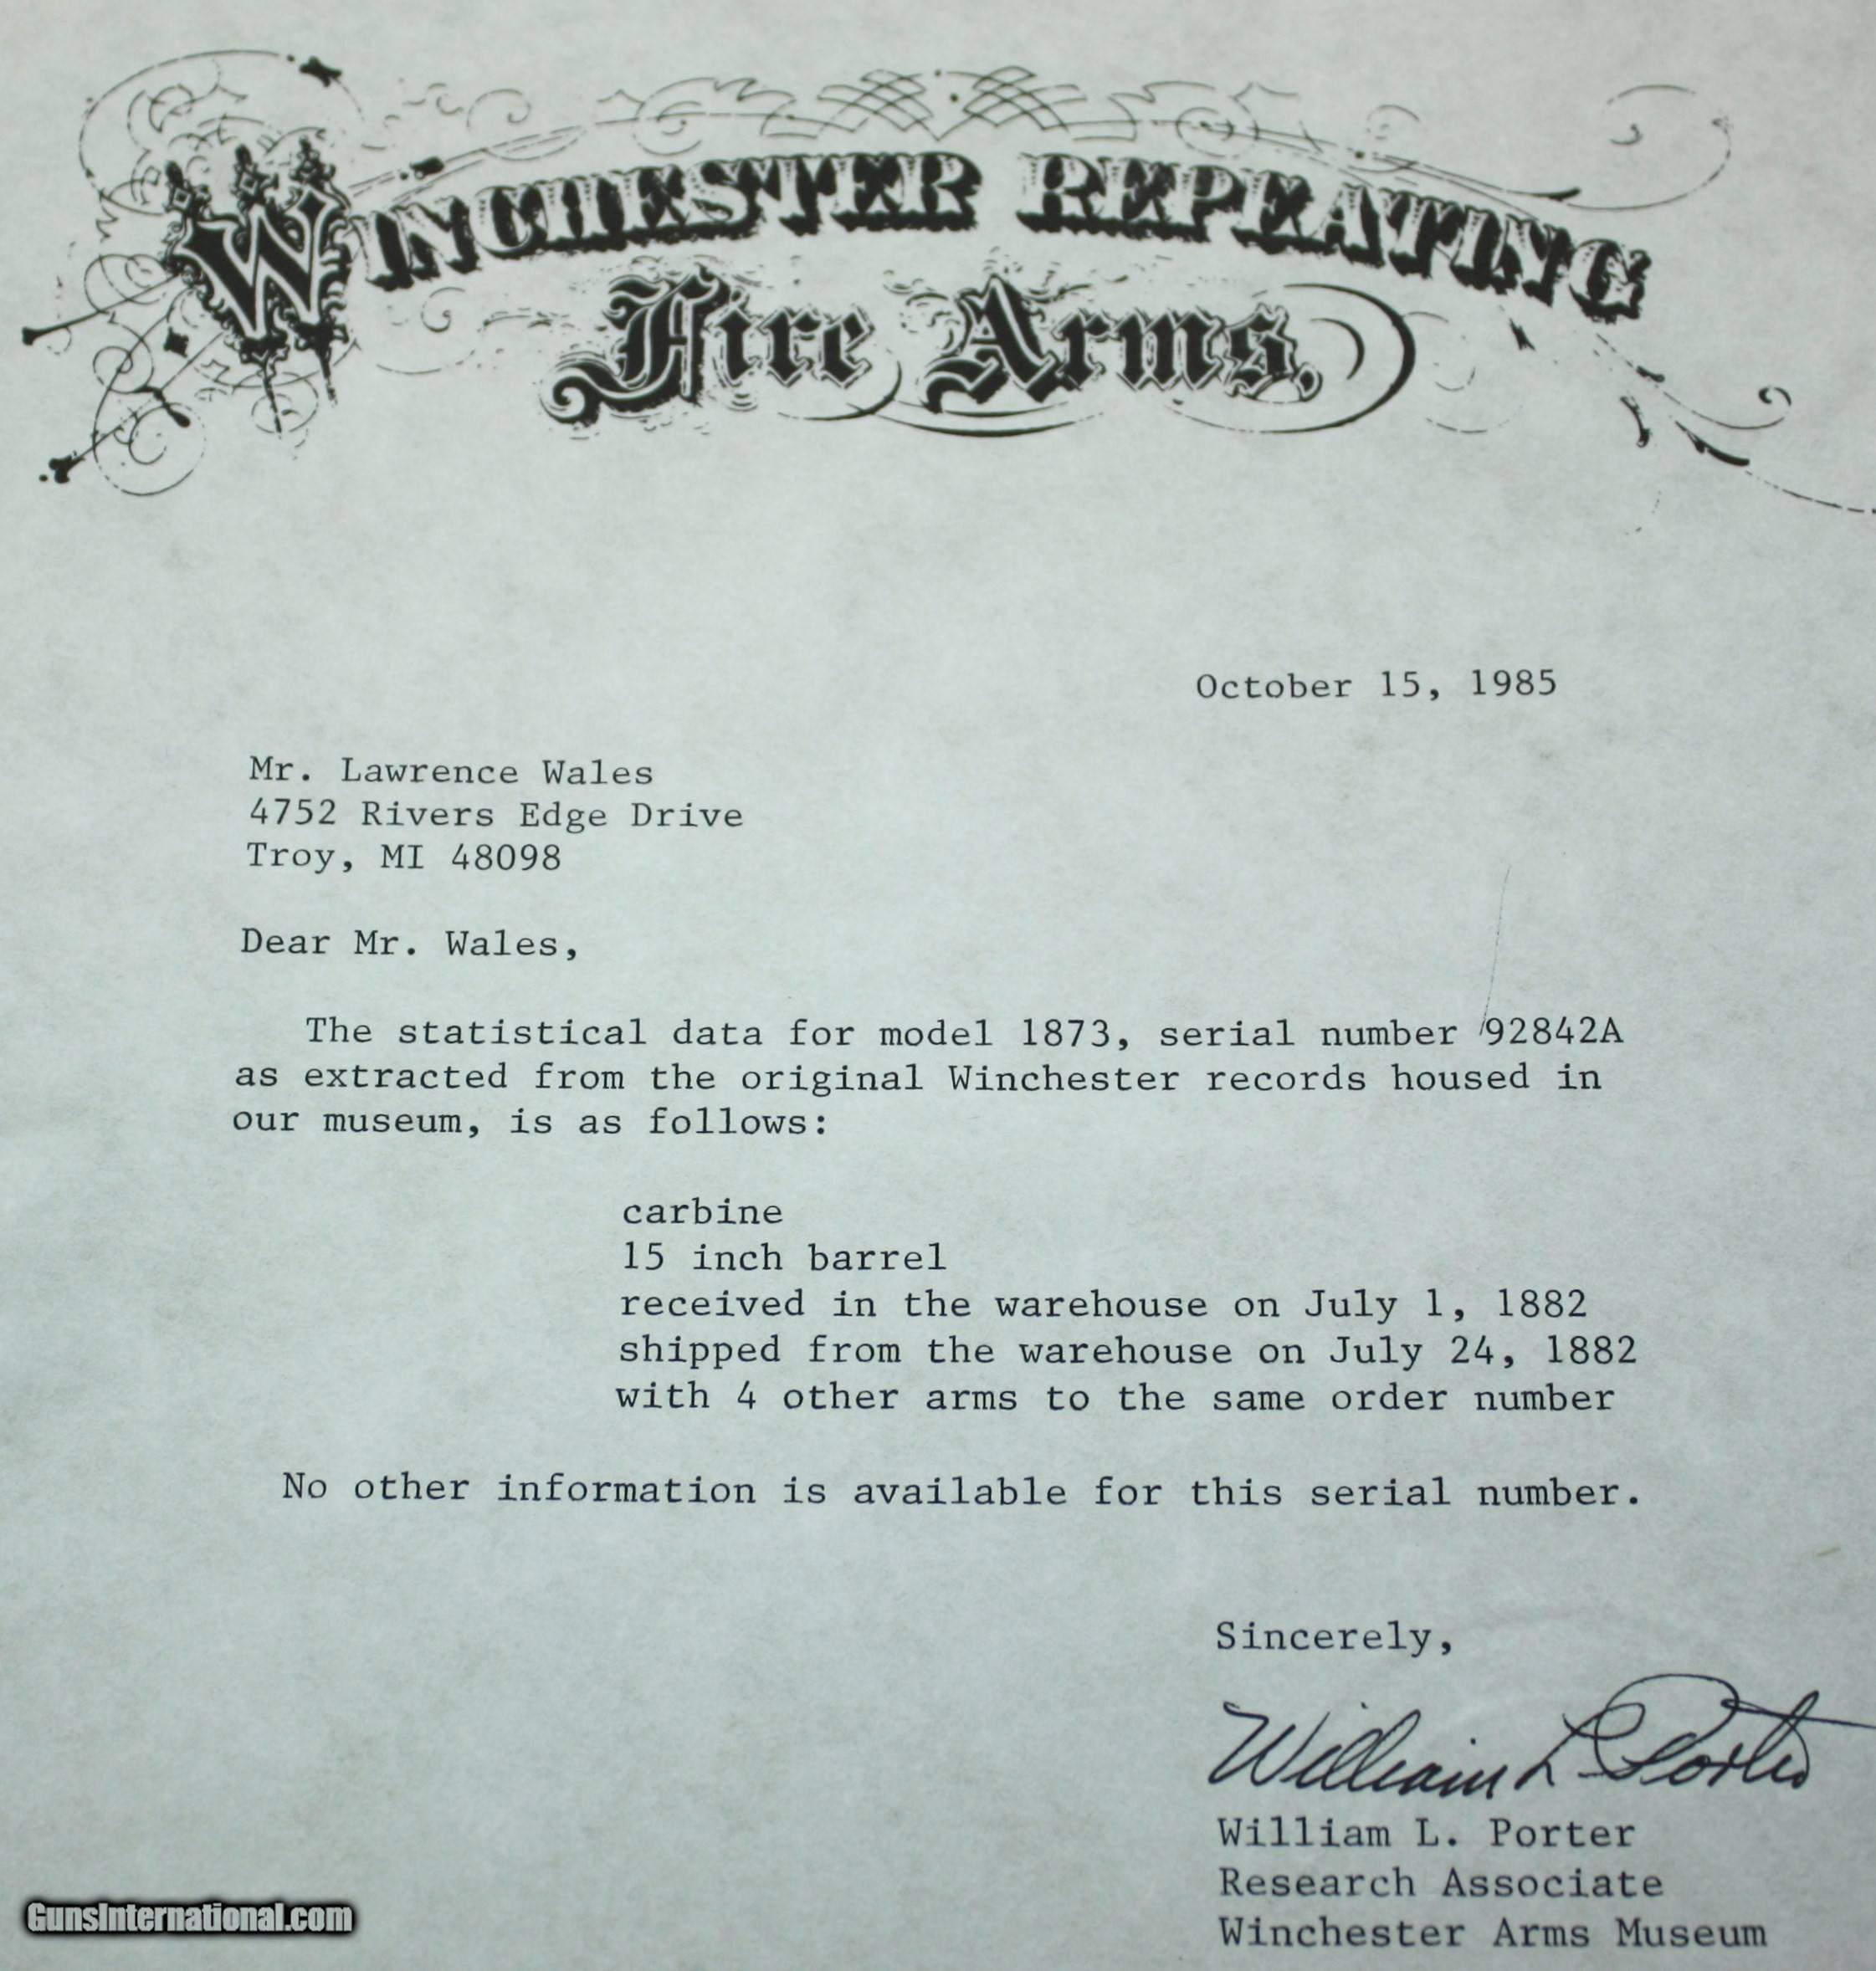 WINCHESTER REPEATING
Fire Arms.
October 15, 1985
Mr. Lawrence Wales
4752 Rivers Edge Drive
Troy, MI 48098
Dear Mr. Wales,
The statistical data for model 1873, serial number 92842A
as extracted from the original Winchester records housed in
our museum, is as follows:
carbine
15 inch barrel
received in the warehouse on July 1, 1882
shipped from the warehouse on July 24, 1882
with 4 other arms to the same order number
No other information is available for this serial number.
Sincerely,
William L Porter
William L. Porter
Research Associate
Winchester Arms Museum
GunsInternational.com